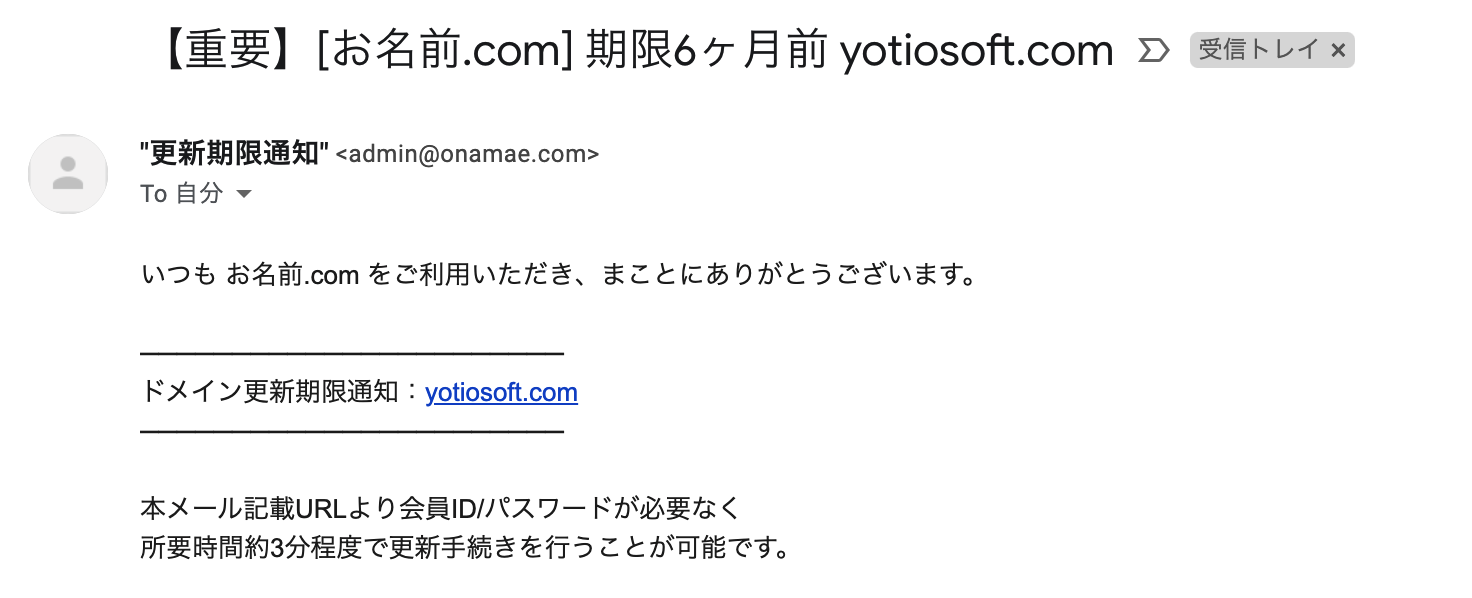 【重要】[お名前.com] 期限6ヶ月前 yotiosoft.com 受信トレイ ×
"更新期限通知" <admin@onamae.com>
To 自分
いつも お名前.com をご利用いただき、まことにありがとうございます。
ドメイン更新期限通知：yotiosoft.com
本メール記載URLより会員ID/パスワードが必要なく
所要時間約3分程度で更新手続きを行うことが可能です。